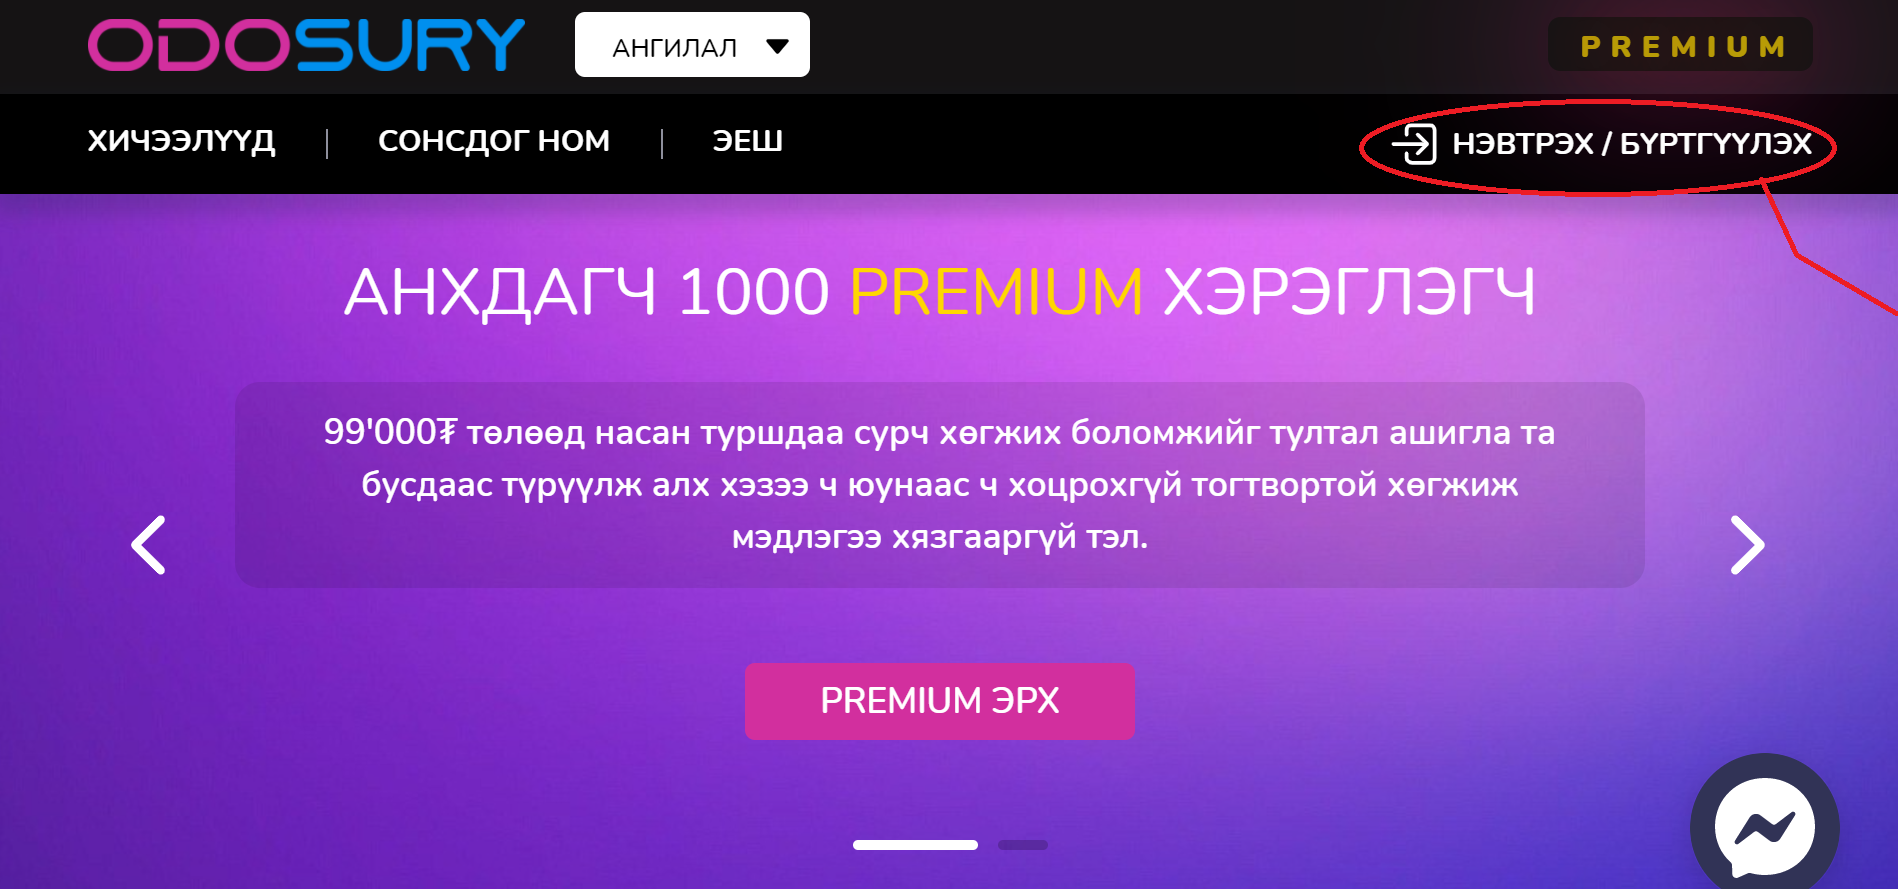 ODOSURY
АНГИЛАЛ
PREMIUM
ХИЧЭЭЛҮҮД
СОНСДОГ НОМ
ЭЕШ
НЭВТРЭХ / БҮРТГҮҮЛЭХ
АНХДАГЧ 1000 PREMIUM ХЭРЭГЛЭГЧ
99'000₮ төлөөд насан туршдаа сурч хөгжих боломжийг тултал ашигла та
бусдаас түрүүлж алх хэзээ ч юунаас ч хоцрохгүй тогтвортой хөгжиж
мэдлэгээ хязгааргүй тэл.
PREMIUM ЭРХ